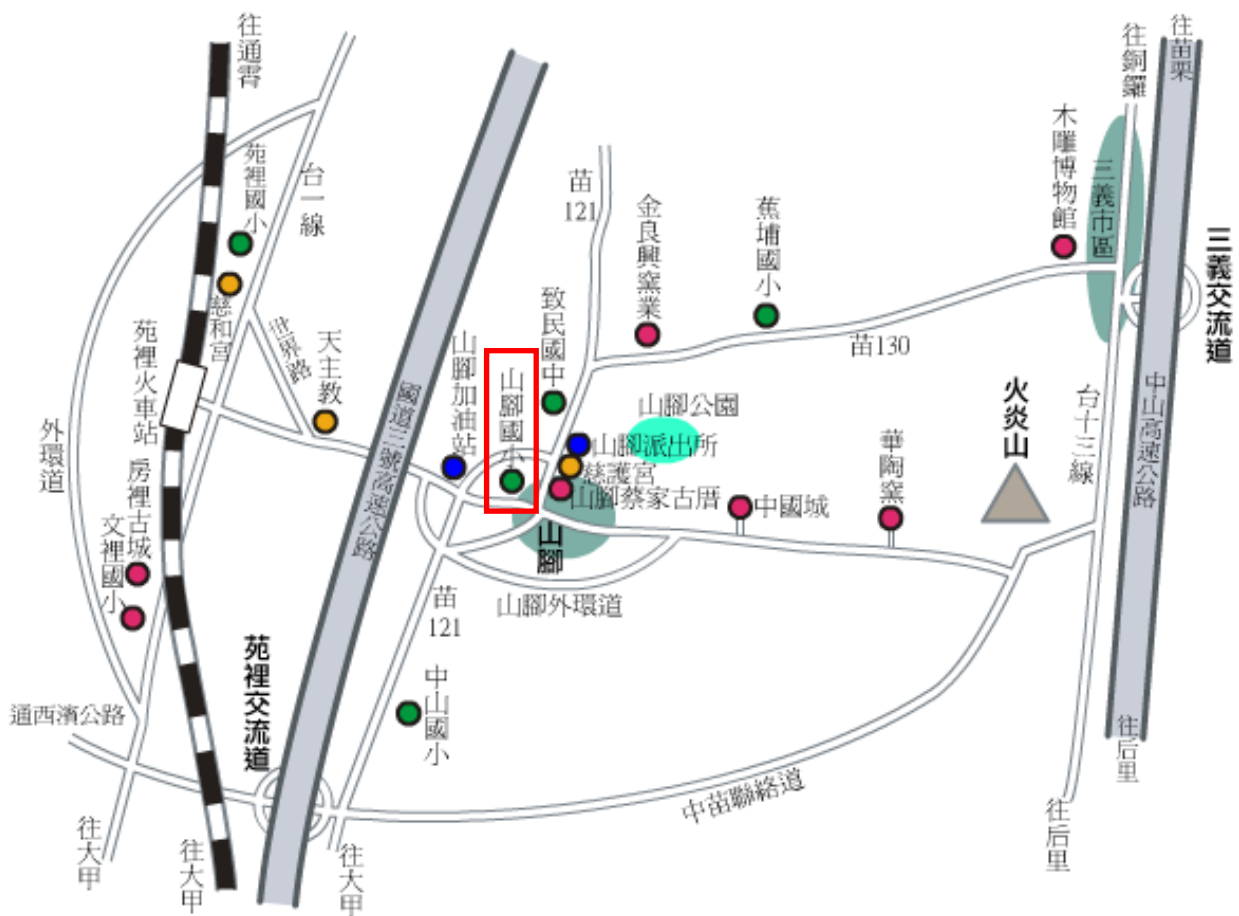 往通霄
苑裡國小
台一線
慈和宮
世界路
天主教
苑裡火車站
外環道
房裡古城
文裡國小
通西濱公路
往大甲
往大甲
往大甲
苑裡交流道
國道三號高速公路
山腳加油站
山腳國小
致民國中
苗
121
金良興窯業
蕉埔國小
苗130
山腳公園
山腳派出所
慈護宮
山腳蔡家古厝
山腳
中國城
華陶窯
山腳外環道
苗
121
中山國小
中苗聯絡道
火炎山
木雕博物館
三義市區
往銅鑼
往苗栗
三義交流道
台十三線
中山高速公路
往后里
往后里